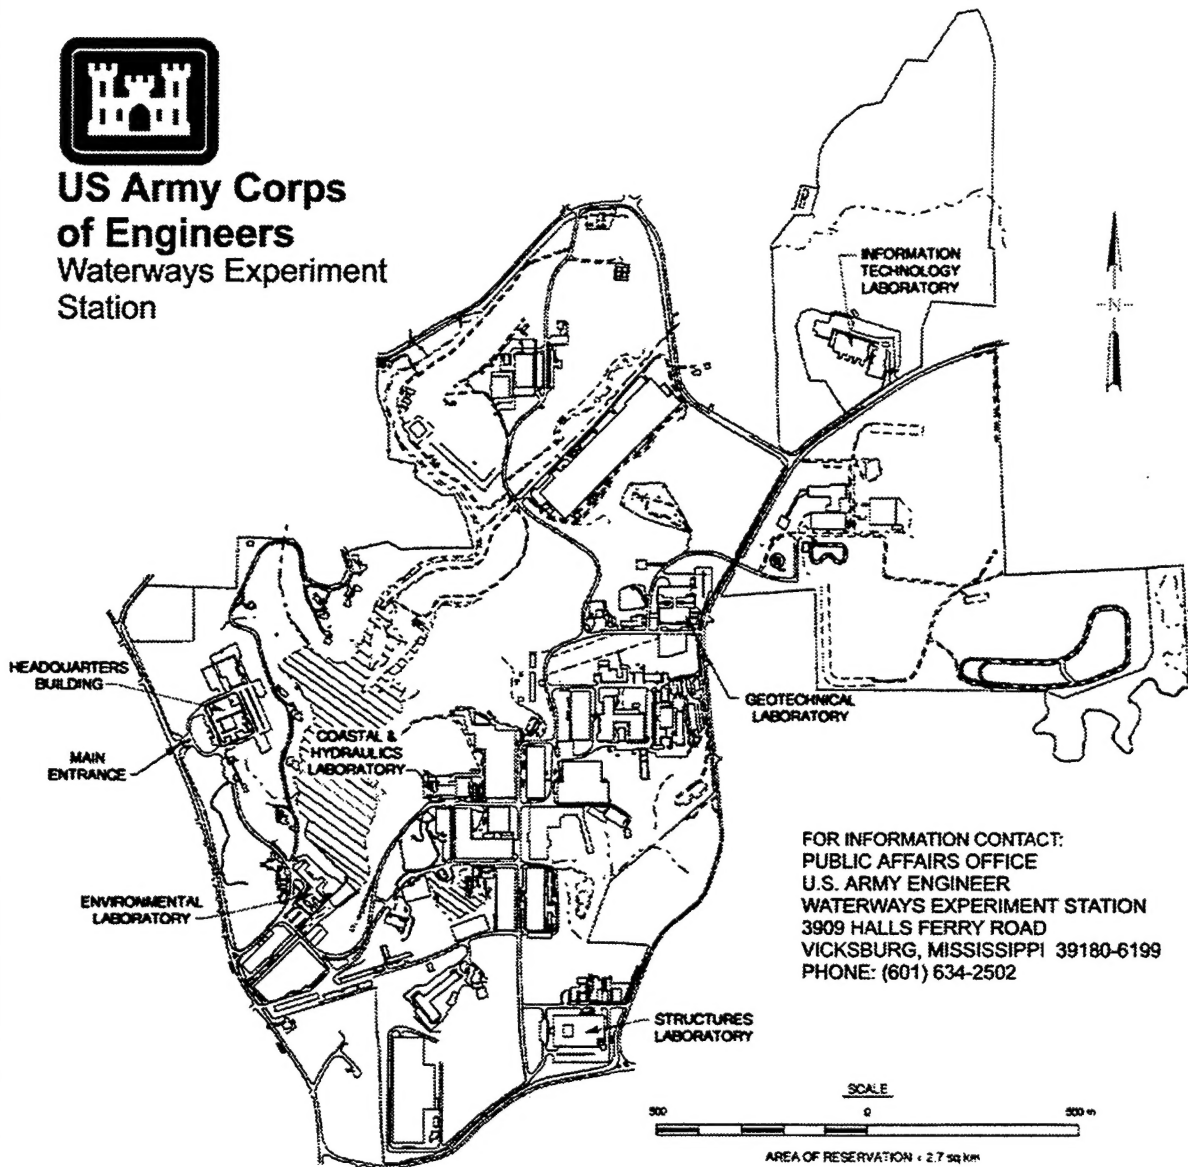 US Army Corps
of Engineers
Waterways Experiment
Station
INFORMATION
TECHNOLOGY
LABORATORY
N
HEADQUARTERS
BUILDING
MAIN
ENTRANCE
COASTAL &
HYDRAULICS
LABORATORY
GEOTECHNICAL
LABORATORY
ENVIRONMENTAL
LABORATORY
STRUCTURES
LABORATORY
FOR INFORMATION CONTACT:
PUBLIC AFFAIRS OFFICE
U.S. ARMY ENGINEER
WATERWAYS EXPERIMENT STATION
3909 HALLS FERRY ROAD
VICKSBURG, MISSISSIPPI 39180-6199
PHONE: (601) 634-2502
SCALE
500 0 500 m
AREA OF RESERVATION < 2.7 sq km